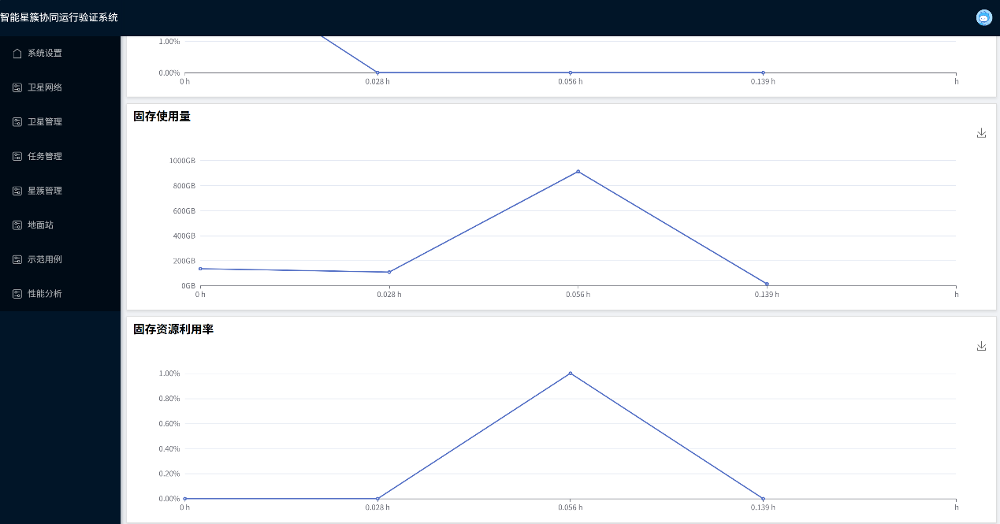 智能星簇协同运行验证系统
系统设置
卫星网络
卫星管理
任务管理
星簇管理
地面站
示范用例
性能分析
1.00%
0.00%
0 h 0.028 h 0.056 h 0.139 h h
固存使用量
1000GB
800GB
600GB
400GB
200GB
0GB
0 h 0.028 h 0.056 h 0.139 h h
固存资源利用率
1.00%
0.80%
0.60%
0.40%
0.20%
0.00%
0 h 0.028 h 0.056 h 0.139 h h